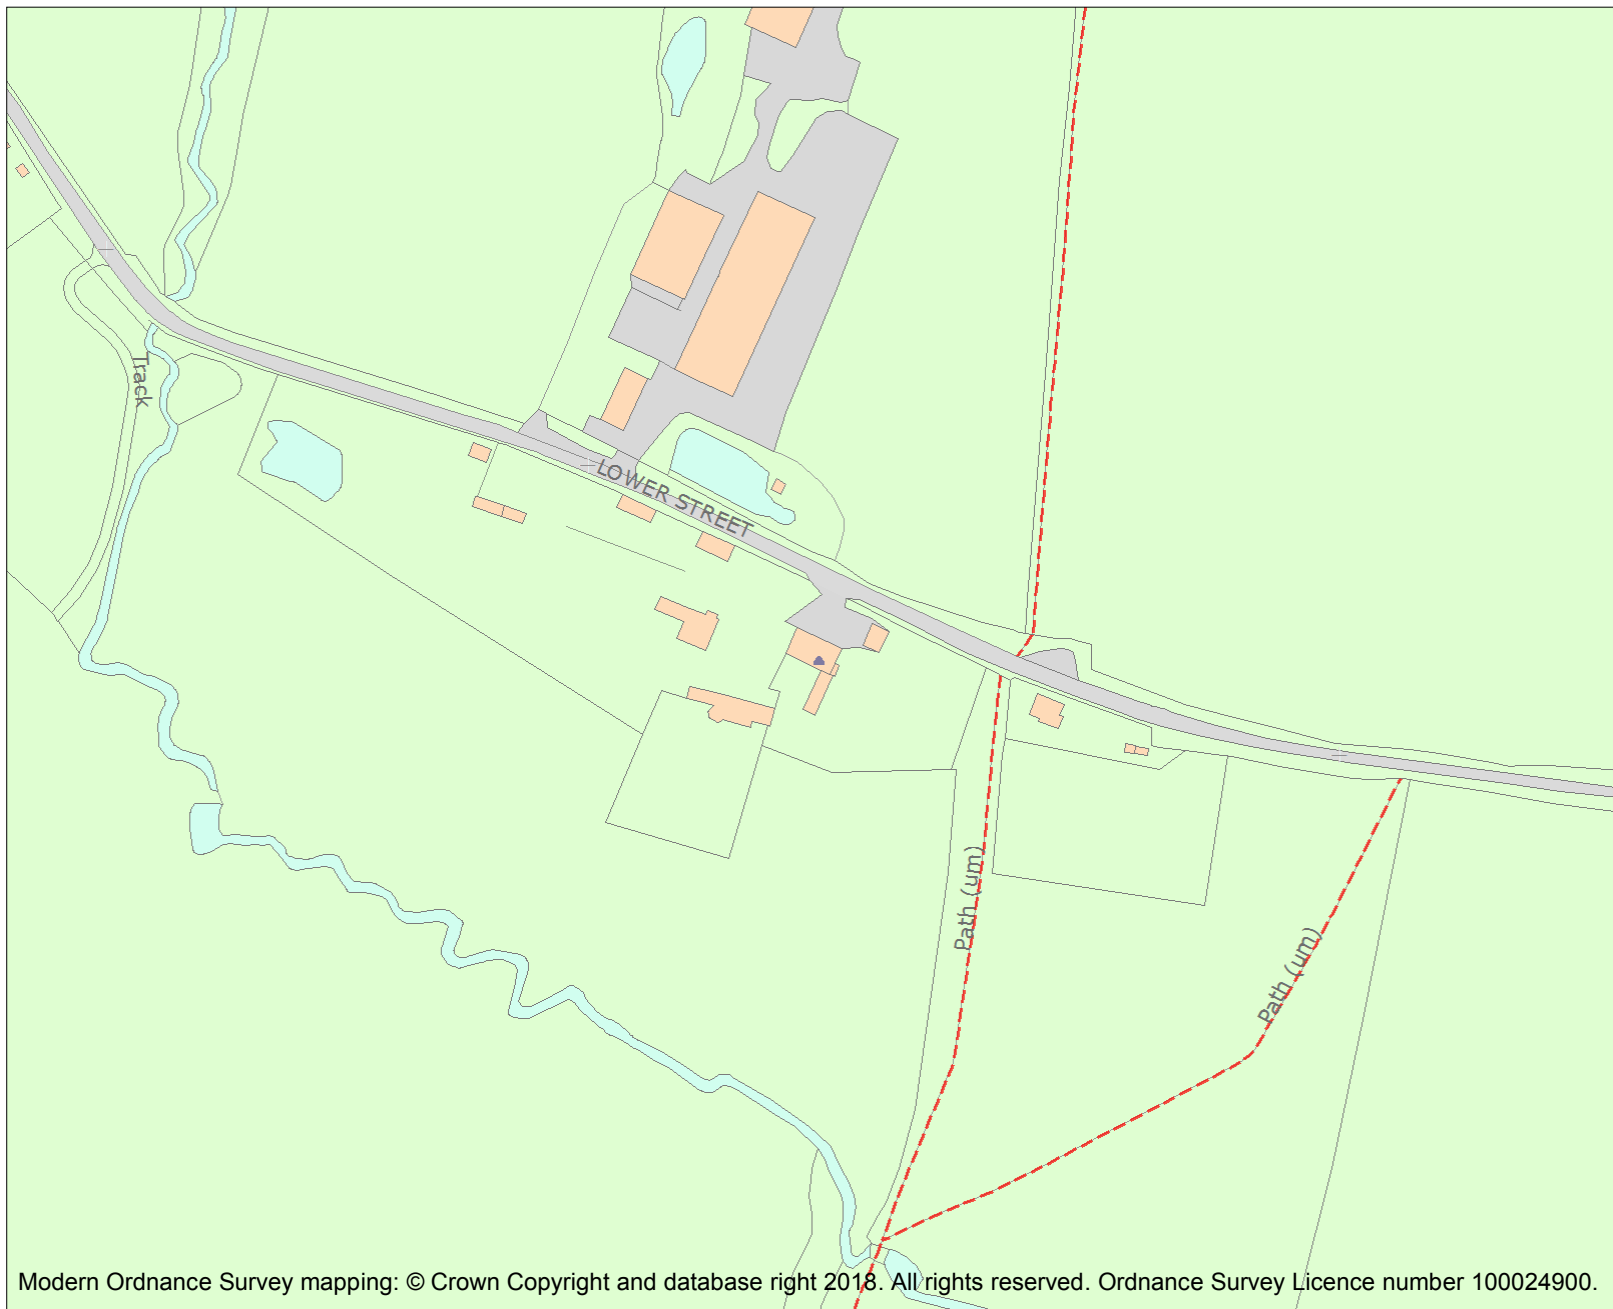 Track
LOWER STREET
Path (um)
Path (um)
Modern Ordnance Survey mapping: © Crown Copyright and database right 2018. All rights reserved. Ordnance Survey Licence number 100024900.